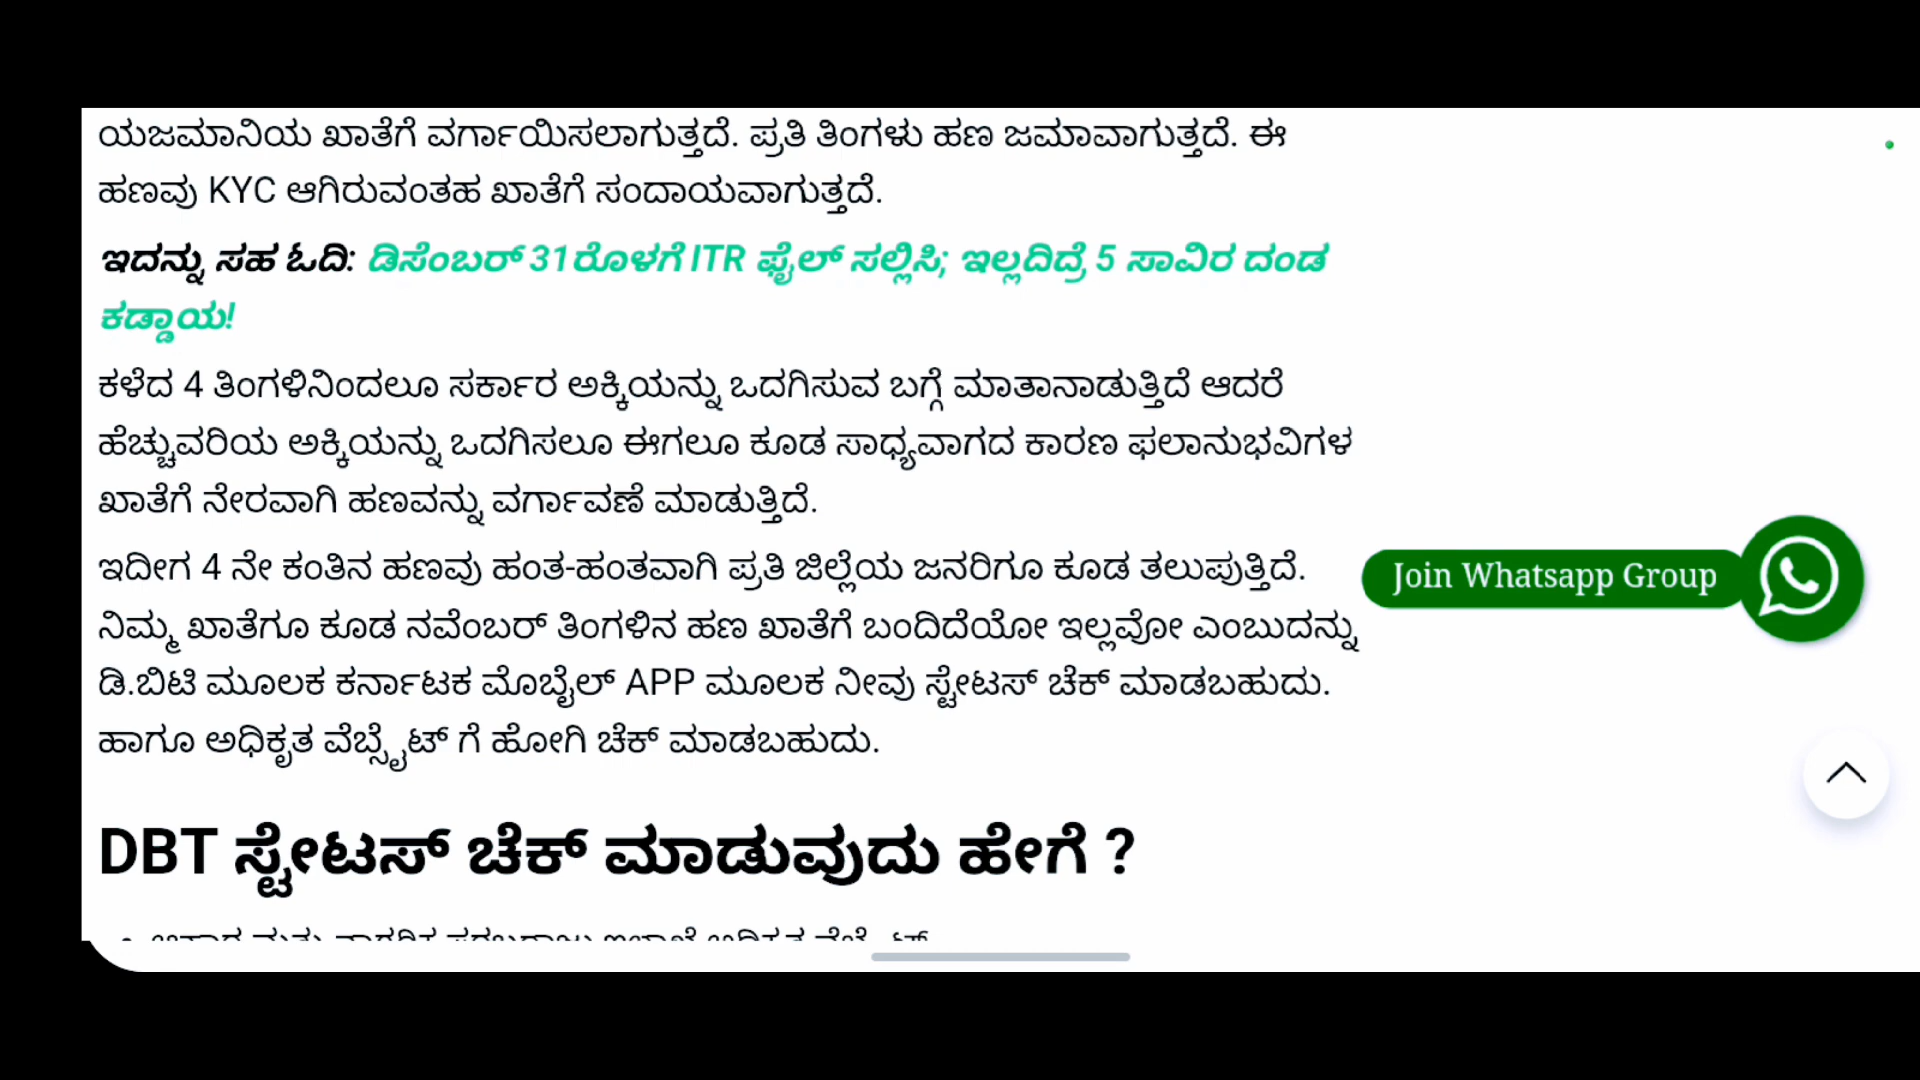 ಯಜಮಾನಿಯ ಖಾತೆಗೆ ವರ್ಗಾಯಿಸಲಾಗುತ್ತದೆ. ಪ್ರತಿ ತಿಂಗಳು ಹಣ ಜಮಾವಾಗುತ್ತದೆ. ಈ
ಹಣವು KYC ಆಗಿರುವಂತಹ ಖಾತೆಗೆ ಸಂದಾಯವಾಗುತ್ತದೆ.
ಇದನ್ನು ಸಹ ಓದಿ: ಡಿಸೆಂಬರ್ 31ರೊಳಗೆ ITR ಫೈಲ್ ಸಲ್ಲಿಸಿ; ಇಲ್ಲದಿದ್ರೆ 5 ಸಾವಿರ ದಂಡ
ಕಡ್ಡಾಯ!
ಕಳೆದ 4 ತಿಂಗಳಿನಿಂದಲೂ ಸರ್ಕಾರ ಅಕ್ಕಿಯನ್ನು ಒದಗಿಸುವ ಬಗ್ಗೆ ಮಾತಾನಾಡುತ್ತಿದೆ ಆದರೆ
ಹೆಚ್ಚುವರಿಯ ಅಕ್ಕಿಯನ್ನು ಒದಗಿಸಲೂ ಈಗಲೂ ಕೂಡ ಸಾಧ್ಯವಾಗದ ಕಾರಣ ಫಲಾನುಭವಿಗಳ
ಖಾತೆಗೆ ನೇರವಾಗಿ ಹಣವನ್ನು ವರ್ಗಾವಣೆ ಮಾಡುತ್ತಿದೆ.
ಇದೀಗ 4 ನೇ ಕಂತಿನ ಹಣವು ಹಂತ-ಹಂತವಾಗಿ ಪ್ರತಿ ಜಿಲ್ಲೆಯ ಜನರಿಗೂ ಕೂಡ ತಲುಪುತ್ತಿದೆ.
ನಿಮ್ಮ ಖಾತೆಗೂ ಕೂಡ ನವೆಂಬರ್ ತಿಂಗಳಿನ ಹಣ ಖಾತೆಗೆ ಬಂದಿದೆಯೋ ಇಲ್ಲವೋ ಎಂಬುದನ್ನು
ಡಿ.ಬಿಟಿ ಮೂಲಕ ಕರ್ನಾಟಕ ಮೊಬೈಲ್ APP ಮೂಲಕ ನೀವು ಸ್ಟೇಟಸ್ ಚೆಕ್ ಮಾಡಬಹುದು.
ಹಾಗೂ ಅಧಿಕೃತ ವೆಬ್ಸೈಟ್ ಗೆ ಹೋಗಿ ಚೆಕ್ ಮಾಡಬಹುದು.
Join Whatsapp Group
DBT ಸ್ಟೇಟಸ್ ಚೆಕ್ ಮಾಡುವುದು ಹೇಗೆ ?